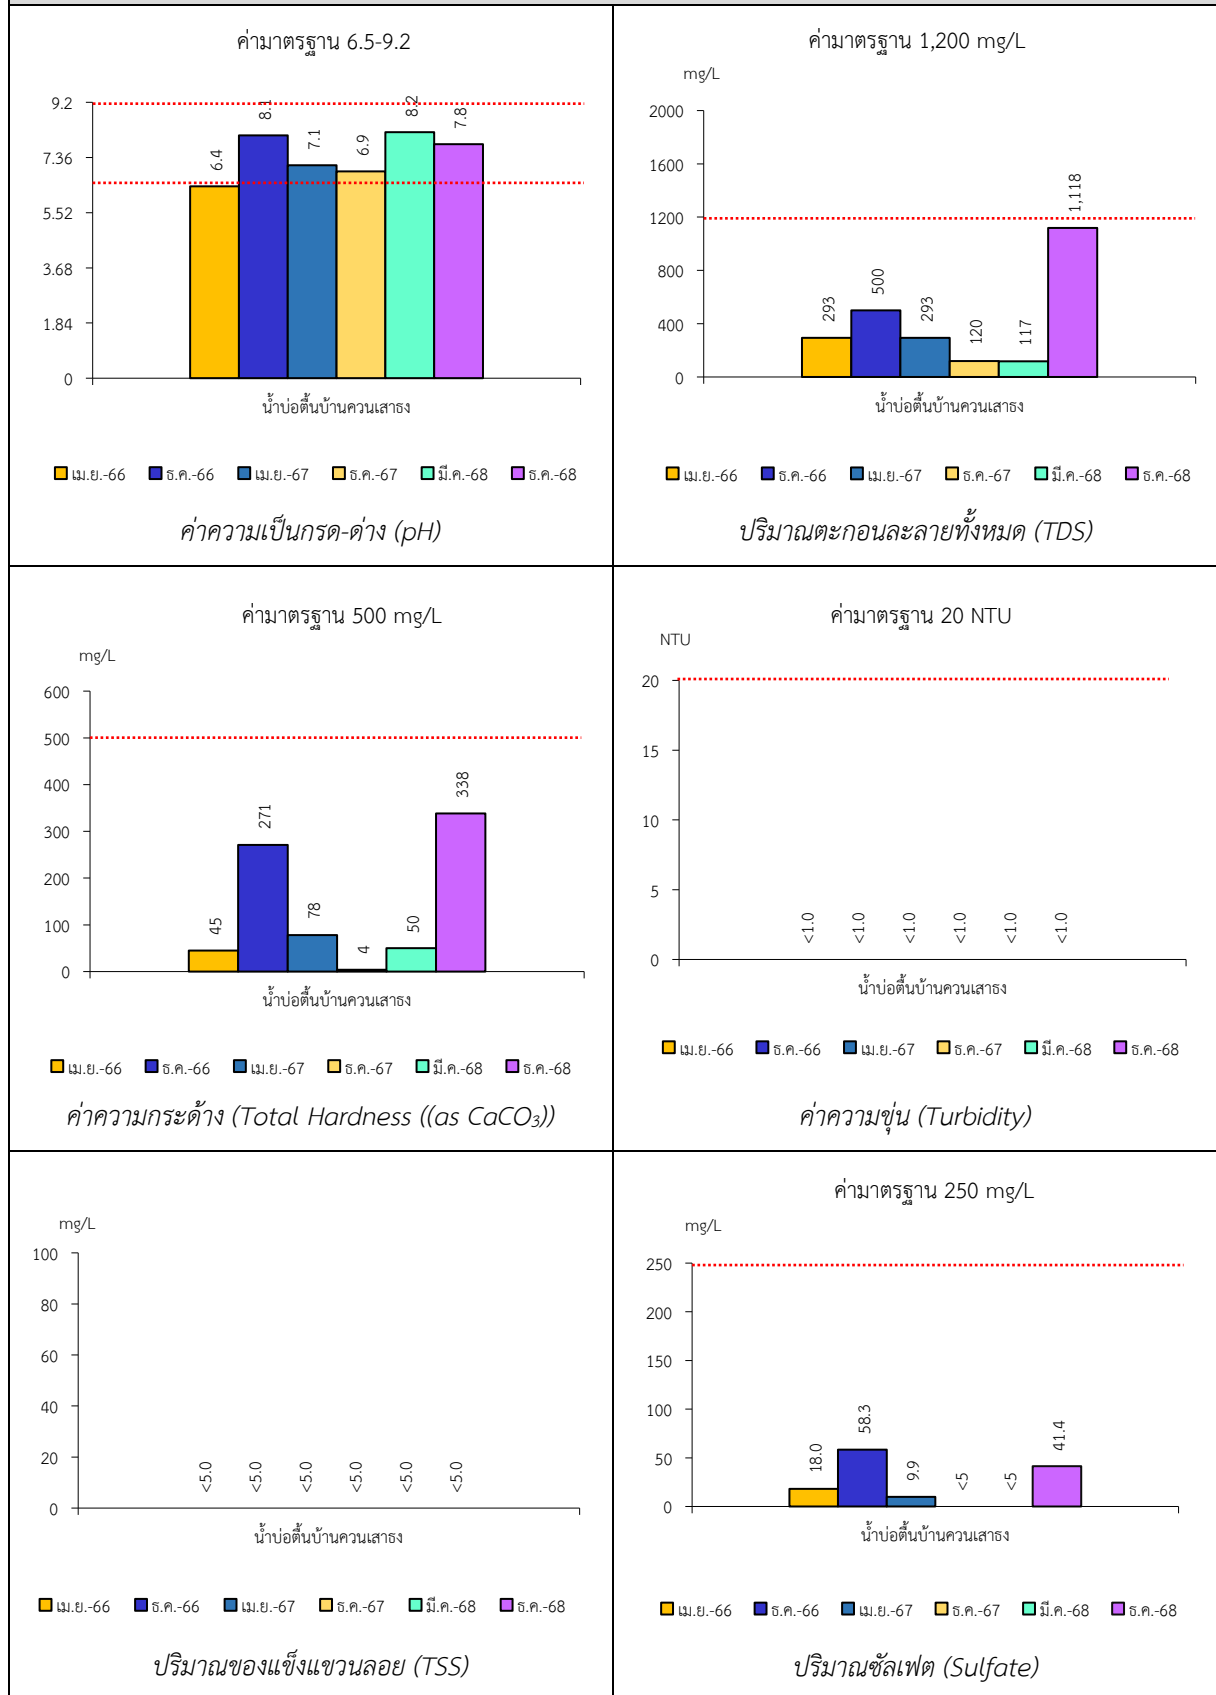 ค่ามาตรฐาน 6.5-9.2
9.2
7.36
5.52
3.68
1.84
0
6.4
8.1
7.1
6.9
8.2
7.8
น้ำบ่อตื้นบ้านควนเสาธง
เม.ย.-66 ธ.ค.-66 เม.ย.-67 ธ.ค.-67 มี.ค.-68 ธ.ค.-68
ค่าความเป็นกรด-ด่าง (pH)
ค่ามาตรฐาน 1,200 mg/L
mg/L
2000
1600
1200
800
400
0
293
500
293
120
117
1,118
น้ำบ่อตื้นบ้านควนเสาธง
เม.ย.-66 ธ.ค.-66 เม.ย.-67 ธ.ค.-67 มี.ค.-68 ธ.ค.-68
ปริมาณตะกอนละลายทั้งหมด (TDS)
ค่ามาตรฐาน 500 mg/L
mg/L
600
500
400
300
200
100
0
45
271
78
4
50
338
น้ำบ่อตื้นบ้านควนเสาธง
เม.ย.-66 ธ.ค.-66 เม.ย.-67 ธ.ค.-67 มี.ค.-68 ธ.ค.-68
ค่าความกระด้าง (Total Hardness ((as CaCO₃))
ค่ามาตรฐาน 20 NTU
NTU
20
15
10
5
0
<1.0
<1.0
<1.0
<1.0
<1.0
<1.0
น้ำบ่อตื้นบ้านควนเสาธง
เม.ย.-66 ธ.ค.-66 เม.ย.-67 ธ.ค.-67 มี.ค.-68 ธ.ค.-68
ค่าความขุ่น (Turbidity)
mg/L
100
80
60
40
20
0
<5.0
<5.0
<5.0
<5.0
<5.0
<5.0
น้ำบ่อตื้นบ้านควนเสาธง
เม.ย.-66 ธ.ค.-66 เม.ย.-67 ธ.ค.-67 มี.ค.-68 ธ.ค.-68
ปริมาณของแข็งแขวนลอย (TSS)
ค่ามาตรฐาน 250 mg/L
mg/L
250
200
150
100
50
0
18.0
58.3
9.9
<5
<5
41.4
น้ำบ่อตื้นบ้านควนเสาธง
เม.ย.-66 ธ.ค.-66 เม.ย.-67 ธ.ค.-67 มี.ค.-68 ธ.ค.-68
ปริมาณซัลเฟต (Sulfate)